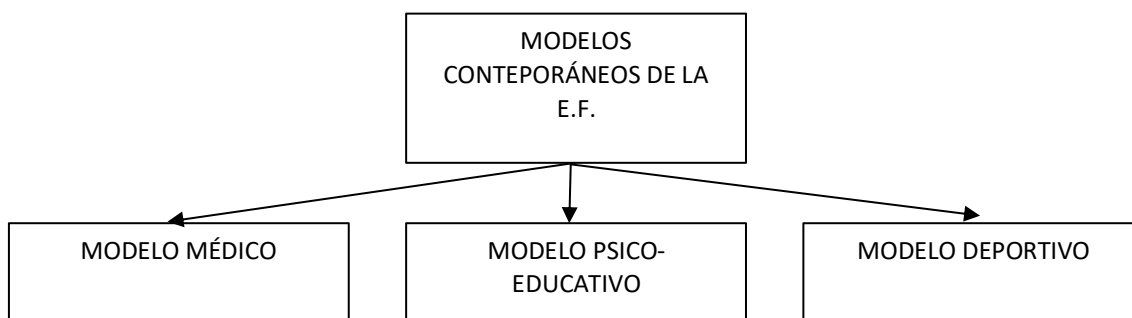 MODELOS
CONTEPORÁNEOS DE LA
E.F.
MODELO MÉDICO
MODELO PSICO-
EDUCATIVO
MODELO DEPORTIVO